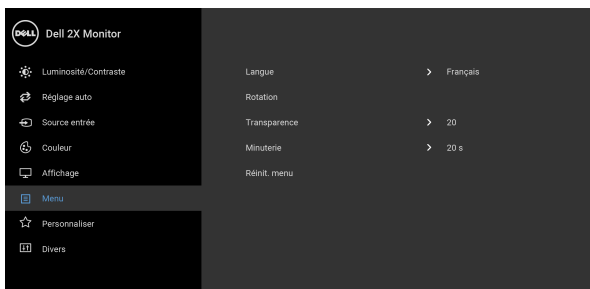 DELL Dell 2X Monitor
Luminosité/Contraste
Réglage auto
Source entrée
Couleur
Affichage
Menu
Personnaliser
Divers
Langue Français
Rotation
Transparence 20
Minuterie 20 s
Réinit. menu